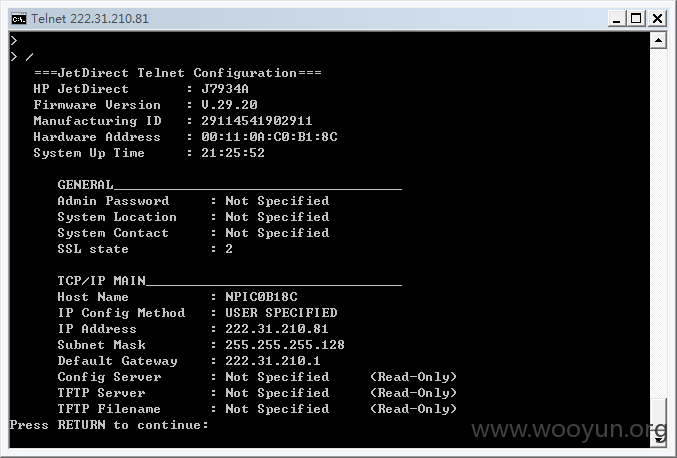 Telnet 222.31.210.81
>
> /
===JetDirect Telnet Configuration===
HP JetDirect : J7934A
Firmware Version : V.29.20
Manufacturing ID : 29114541902911
Hardware Address : 00:11:0A:C0:B1:8C
System Up Time : 21:25:52
GENERAL____________________________________
Admin Password : Not Specified
System Location : Not Specified
System Contact : Not Specified
SSL state : 2
TCP/IP MAIN________________________________
Host Name : NPIC0B18C
IP Config Method : USER SPECIFIED
IP Address : 222.31.210.81
Subnet Mask : 255.255.255.128
Default Gateway : 222.31.210.1
Config Server : Not Specified (Read-Only)
TFTP Server : Not Specified (Read-Only)
TFTP Filename : Not Specified (Read-Only)
Press RETURN to continue:
www.wooyun.org